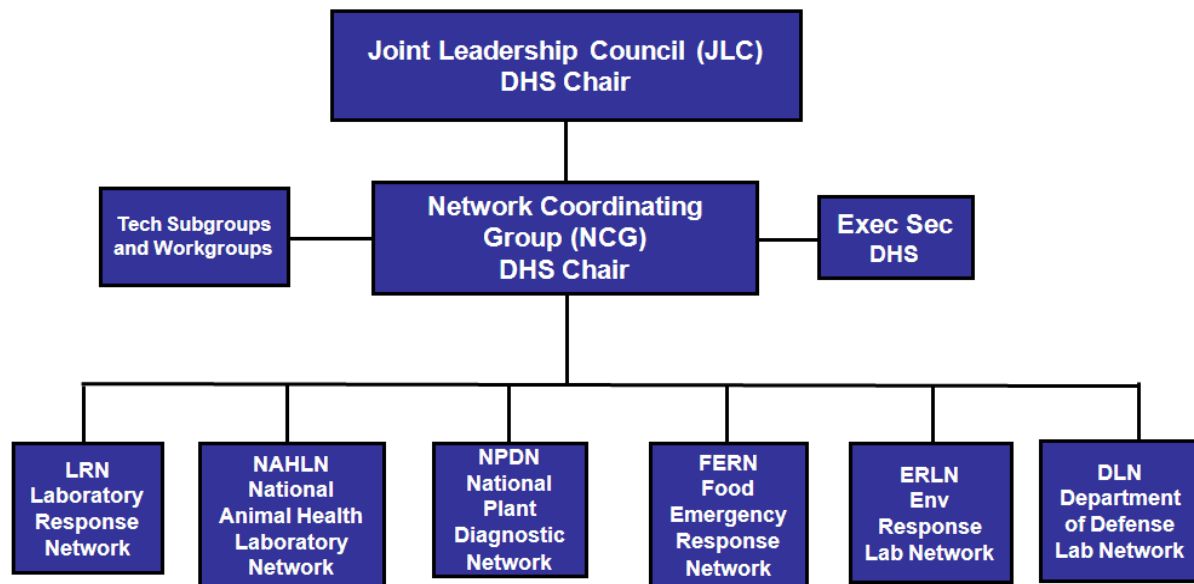 Joint Leadership Council (JLC)
DHS Chair
Tech Subgroups
and Workgroups
Network Coordinating
Group (NCG)
DHS Chair
Exec Sec
DHS
LRN
Laboratory
Response
Network
NAHLN
National
Animal Health
Laboratory
Network
NPDN
National
Plant
Diagnostic
Network
FERN
Food
Emergency
Response
Network
ERLN
Env
Response
Lab Network
DLN
Department
of Defense
Lab Network